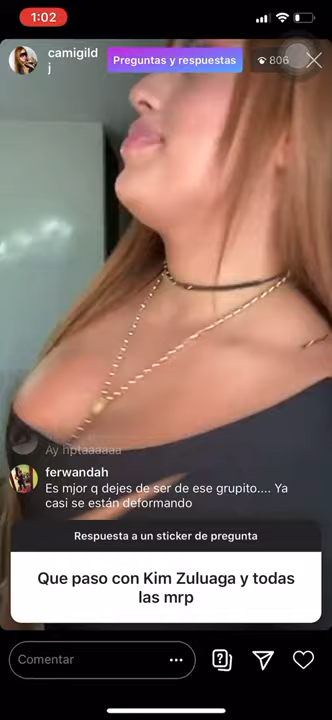 1:02
camigild
j
Preguntas y respuestas
806
Ay hptaaaaaa
ferwandah
Es mjor q dejes de ser de ese grupito.... Ya
casi se están deformando
Respuesta a un sticker de pregunta
Que paso con Kim Zuluaga y todas
las mrp
Comentar